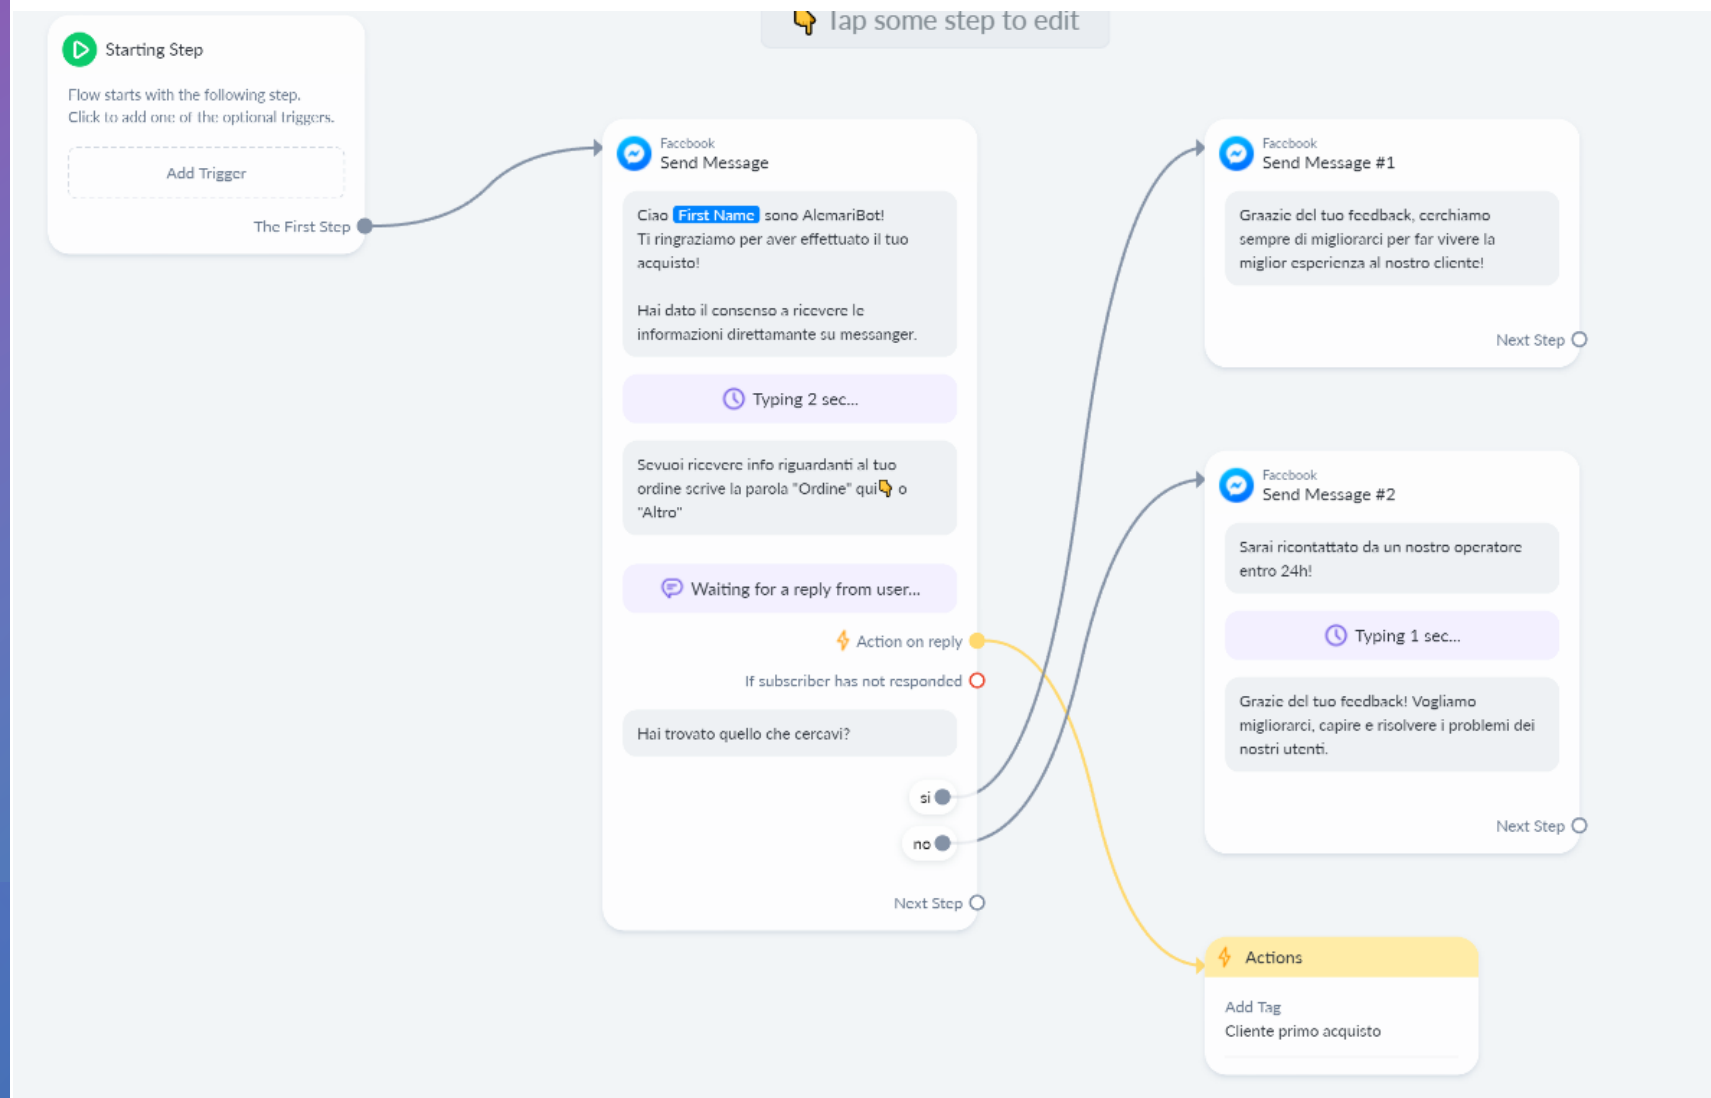 👇 Tap some step to edit
Starting Step
Flow starts with the following step.
Click to add one of the optional triggers.
Add Trigger
The First Step
Facebook
Send Message
Ciao First Name sono AlemariBot!
Ti ringraziamo per aver effettuato il tuo
acquisto!
Hai dato il consenso a ricevere le
informazioni direttamante su messanger.
Typing 2 sec...
Sevuoi ricevere info riguardanti al tuo
ordine scrive la parola "Ordine" qui👇 o
"Altro"
Waiting for a reply from user...
Action on reply
If subscriber has not responded
Hai trovato quello che cercavi?
si
no
Next Step
Facebook
Send Message #1
Graazie del tuo feedback, cerchiamo
sempre di migliorarci per far vivere la
miglior esperienza al nostro cliente!
Next Step
Facebook
Send Message #2
Sarai ricontattato da un nostro operatore
entro 24h!
Typing 1 sec...
Grazie del tuo feedback! Vogliamo
migliorarci, capire e risolvere i problemi dei
nostri utenti.
Next Step
Actions
Add Tag
Cliente primo acquisto